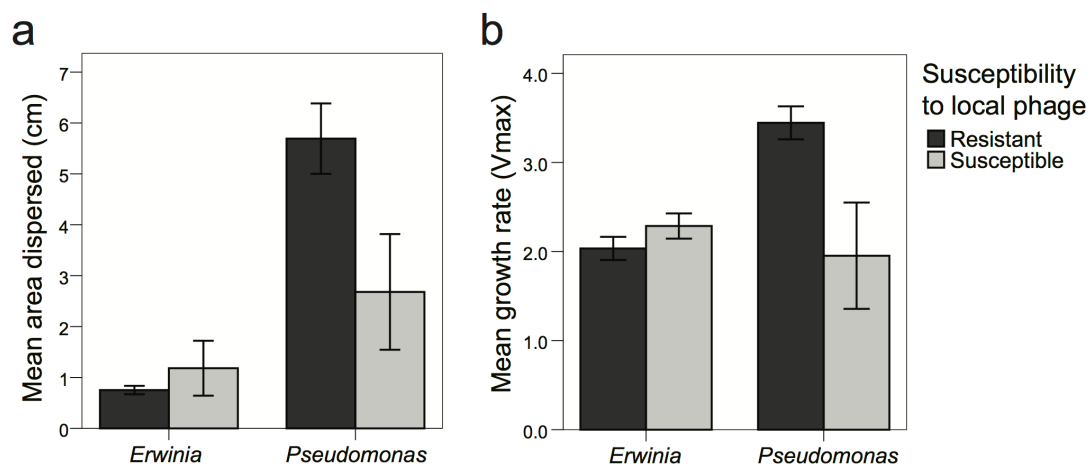 a
Mean area dispersed (cm)
7
6
5
4
3
2
1
0
Erwinia
Pseudomonas
b
Mean growth rate (Vmax)
4.0
3.0
2.0
1.0
0.0
Erwinia
Pseudomonas
Susceptibility
to local phage
Resistant
Susceptible